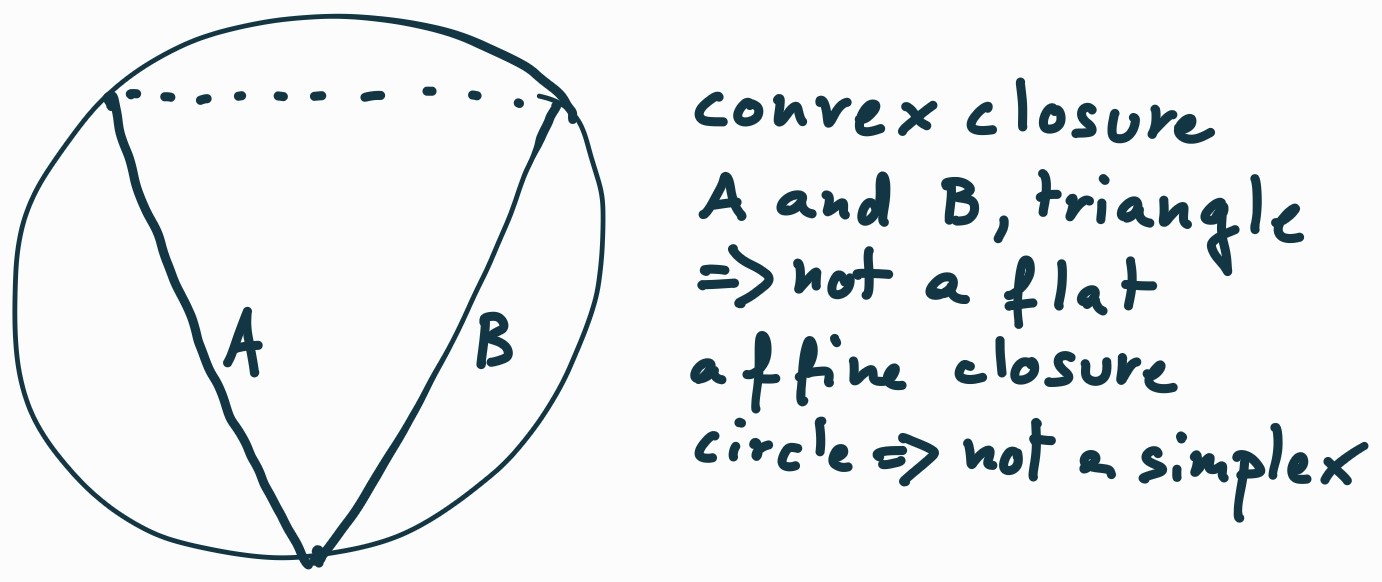 A
B
convex closure
A and B, triangle
=> not a flat
affine closure
circle => not a simplex